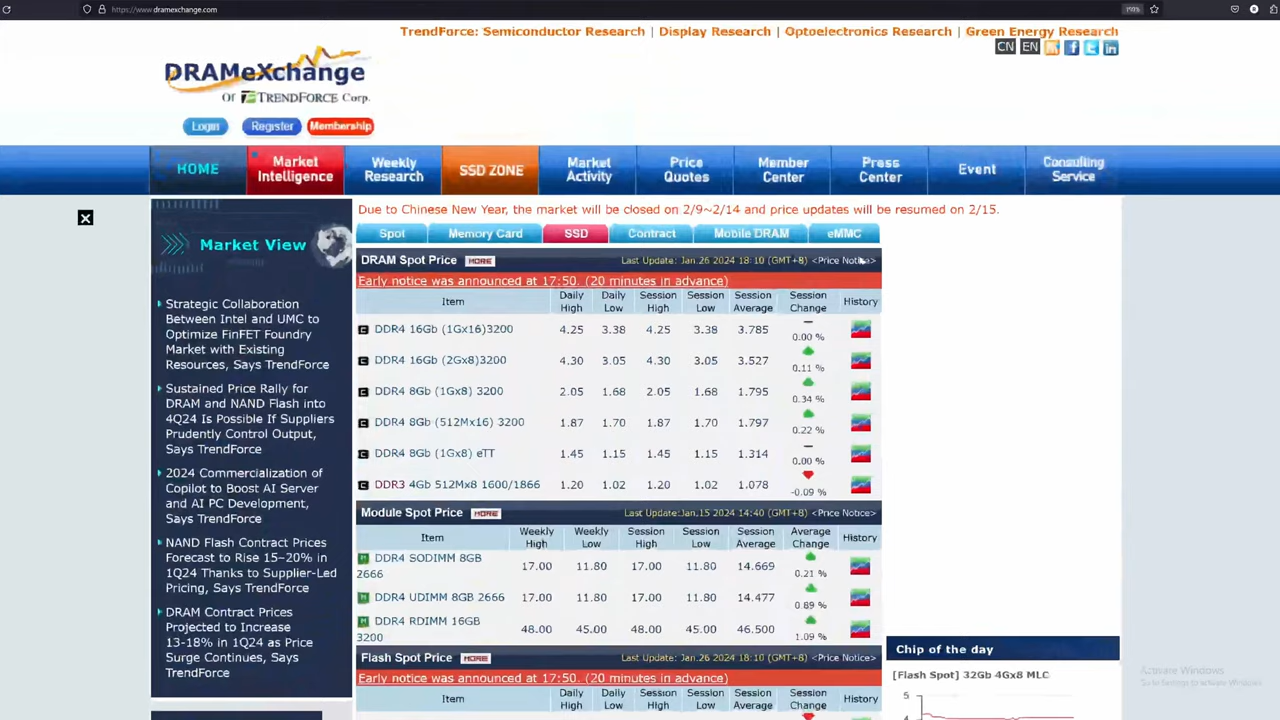 https://www.dramexchange.com
TrendForce: Semiconductor Research | Display Research | Optoelectronics Research | Green Energy Research
CN EN
DRAMeXchange
Of TRENDFORCE Corp.
Login Register Membership
HOME
Market Intelligence
Weekly Research
SSD ZONE
Market Activity
Price Quotes
Member Center
Press Center
Event
Consulting Service
Due to Chinese New Year, the market will be closed on 2/9~2/14 and price updates will be resumed on 2/15.
Market View
Strategic Collaboration
Between Intel and UMC to
Optimize FinFET Foundry
Market with Existing
Resources, Says TrendForce
Sustained Price Rally for
DRAM and NAND Flash into
4Q24 Is Possible If Suppliers
Prudently Control Output,
Says TrendForce
2024 Commercialization of
Copilot to Boost AI Server
and AI PC Development,
Says TrendForce
NAND Flash Contract Prices
Forecast to Rise 15~20% in
1Q24 Thanks to Supplier-Led
Pricing, Says TrendForce
DRAM Contract Prices
Projected to Increase
13-18% in 1Q24 as Price
Surge Continues, Says
TrendForce
Spot Memory Card SSD Contract Mobile DRAM eMMC
DRAM Spot Price MORE Last Update: Jan.26 2024 18:10 (GMT+8) <Price Notice>
Early notice was announced at 17:50. (20 minutes in advance)
Item Daily High Daily Low Session High Session Low Session Average Session Change History
DDR4 16Gb (1Gx16)3200 4.25 3.38 4.25 3.38 3.785 0.00 %
DDR4 16Gb (2Gx8)3200 4.30 3.05 4.30 3.05 3.527 0.11 %
DDR4 8Gb (1Gx8) 3200 2.05 1.68 2.05 1.68 1.795 0.34 %
DDR4 8Gb (512Mx16) 3200 1.87 1.70 1.87 1.70 1.797 0.22 %
DDR4 8Gb (1Gx8) eTT 1.45 1.15 1.45 1.15 1.314 0.00 %
DDR3 4Gb 512Mx8 1600/1866 1.20 1.02 1.20 1.02 1.078 -0.09 %
Module Spot Price MORE Last Update:Jan.15 2024 14:40 (GMT+8) <Price Notice>
Item Weekly High Weekly Low Session High Session Low Session Average Average Change History
DDR4 SODIMM 8GB 2666 17.00 11.80 17.00 11.80 14.669 0.21 %
DDR4 UDIMM 8GB 2666 17.00 11.80 17.00 11.80 14.477 0.89 %
DDR4 RDIMM 16GB 3200 48.00 45.00 48.00 45.00 46.500 1.09 %
Flash Spot Price MORE Last Update: Jan.26 2024 18:10 (GMT+8) <Price Notice>
Early notice was announced at 17:50. (20 minutes in advance)
Item Daily High Daily Low Session High Session Low Session Average Session Change History
Chip of the day
[Flash Spot] 32Gb 4Gx8 MLC
5
4
Activate Windows
Go to Settings to activate Windows.